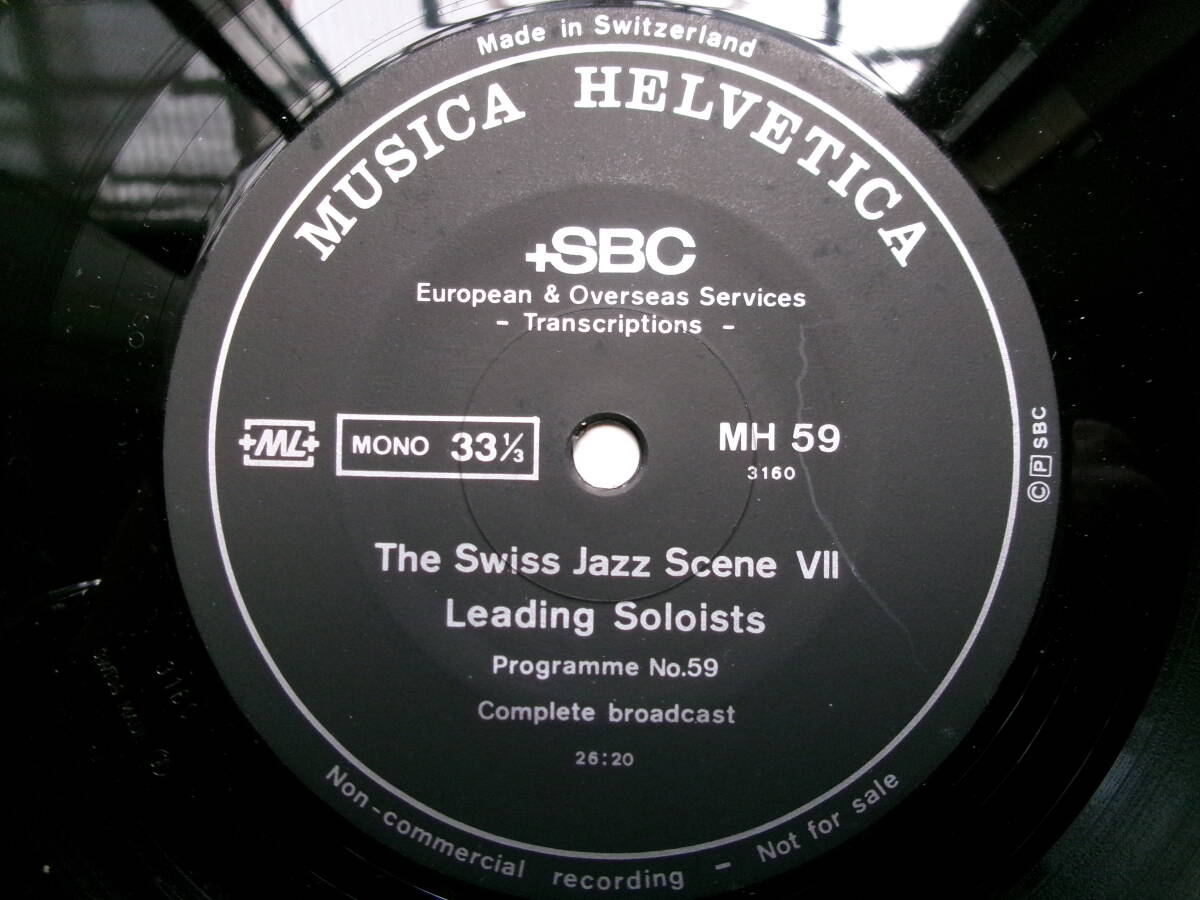 Made in Switzerland
MUSICA HELVETICA
+SBC
European & Overseas Services
- Transcriptions -
+ML+
MONO 33⅓
MH 59
3160
© P SBC
The Swiss Jazz Scene VII
Leading Soloists
Programme No.59
Complete broadcast
26:20
Non-commercial recording - Not for sale